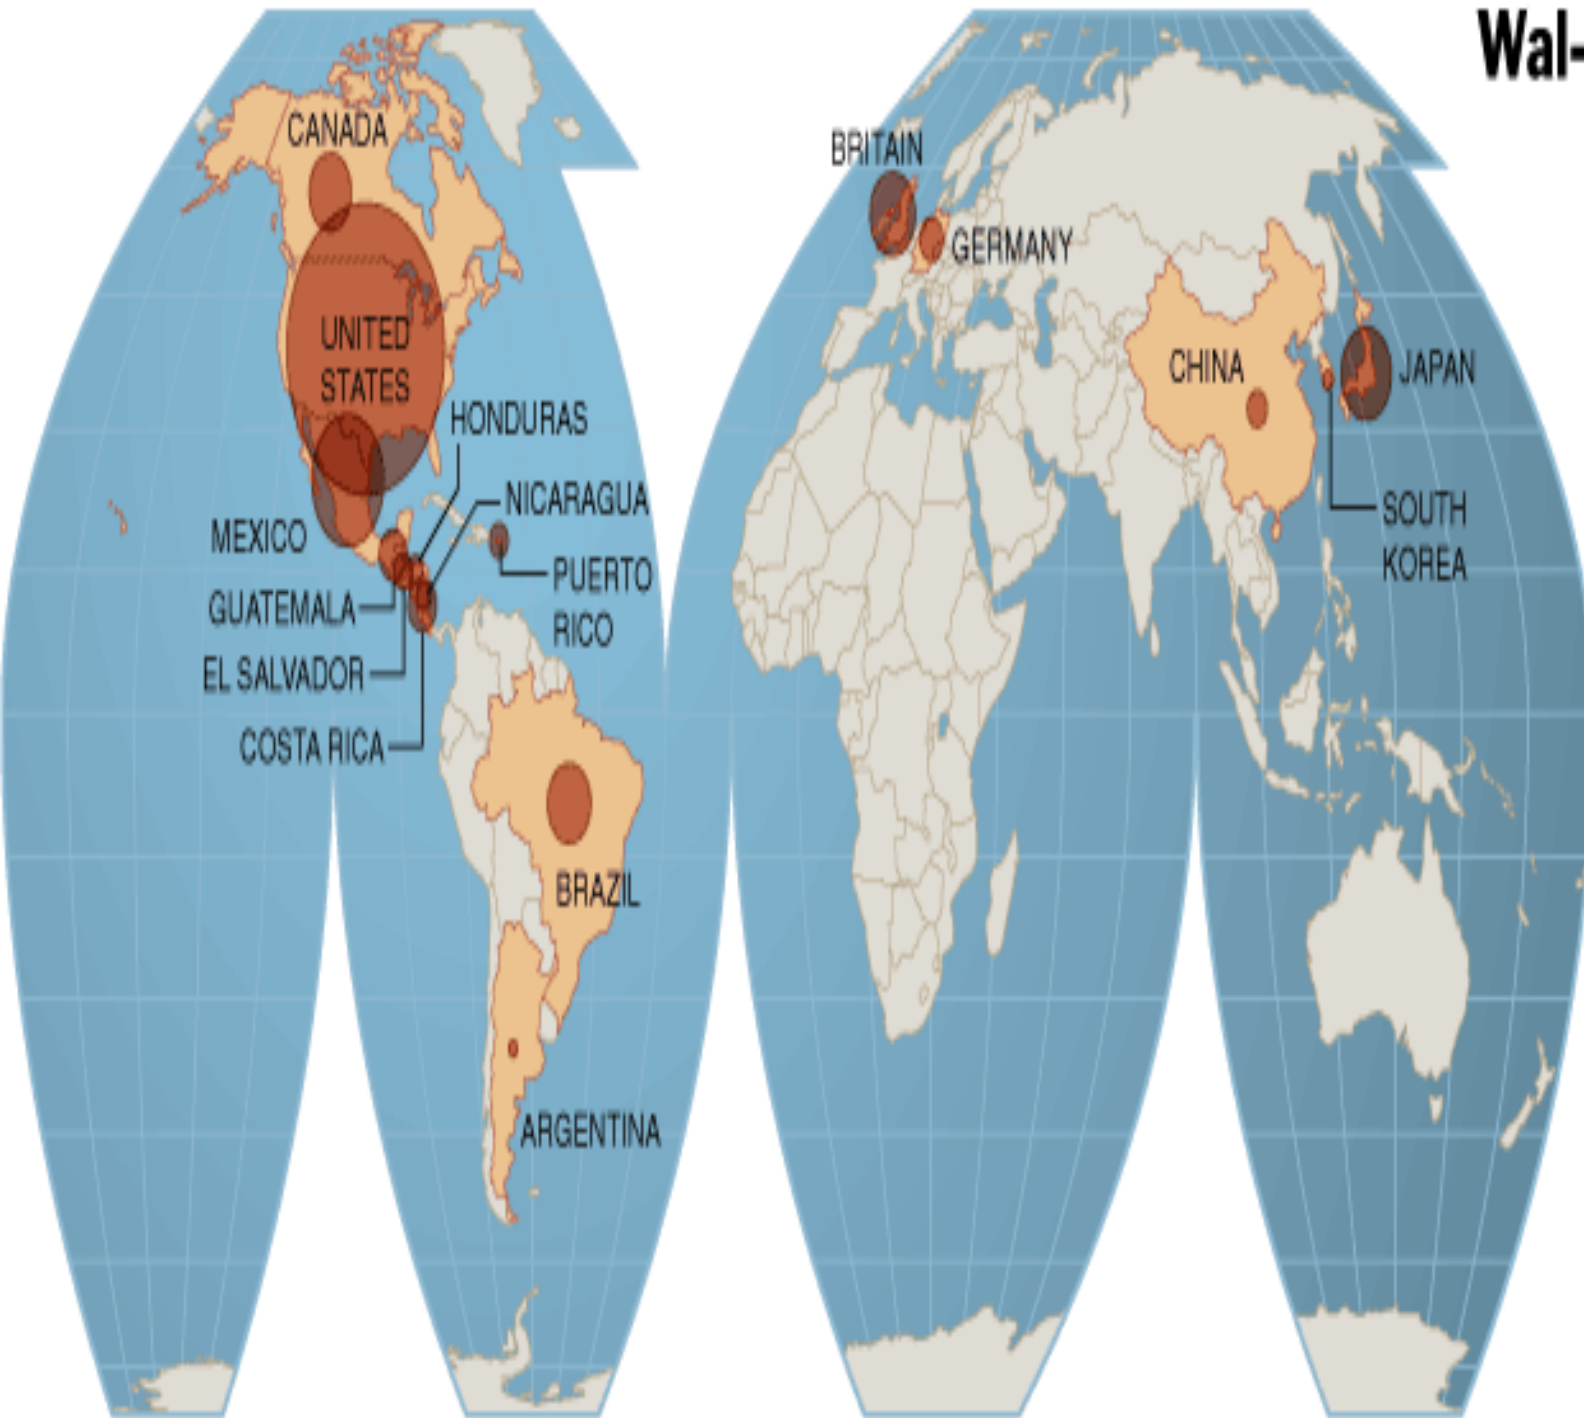 Wal-
CANADA
BRITAIN
GERMANY
UNITED
STATES
CHINA
JAPAN
HONDURAS
NICARAGUA
MEXICO
SOUTH
KOREA
PUERTO
RICO
GUATEMALA
EL SALVADOR
COSTA RICA
BRAZIL
ARGENTINA